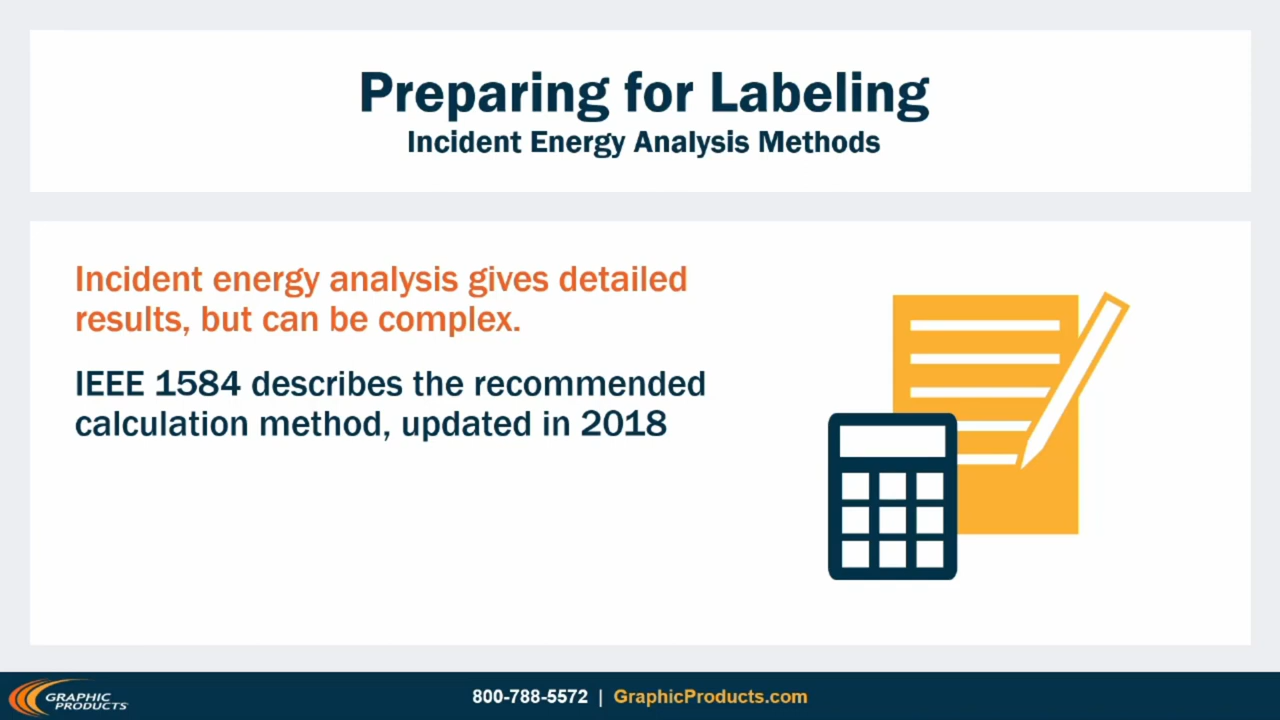 Preparing for Labeling
Incident Energy Analysis Methods
Incident energy analysis gives detailed
results, but can be complex.
IEEE 1584 describes the recommended
calculation method, updated in 2018
GRAPHIC
PRODUCTS
800-788-5572 | GraphicProducts.com